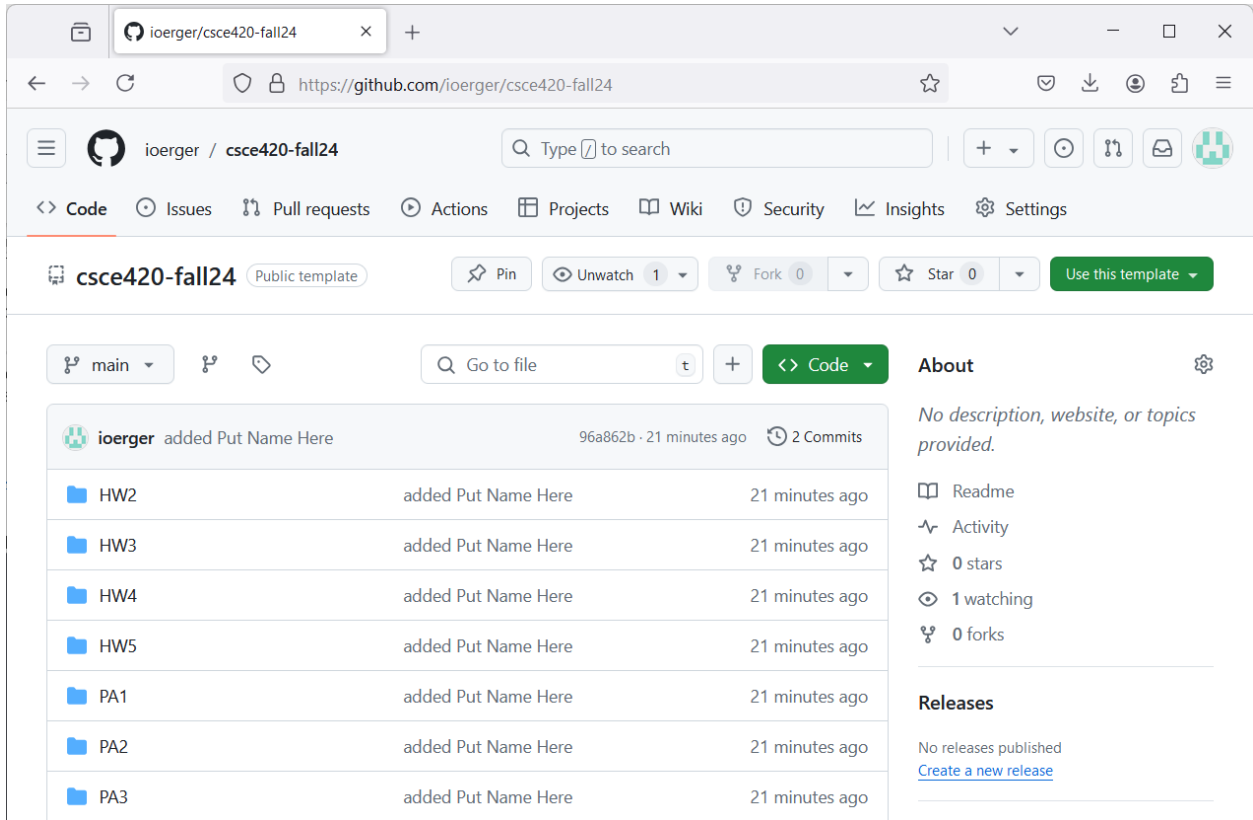 ioerger/csce420-fall24
https://github.com/ioerger/csce420-fall24
ioerger / csce420-fall24
Type / to search
Code Issues Pull requests Actions Projects Wiki Security Insights Settings
csce420-fall24 Public template Pin Unwatch 1 Fork 0 Star 0 Use this template
main Go to file t Code
About
No description, website, or topics
provided.
ioerger added Put Name Here 96a862b · 21 minutes ago 2 Commits
HW2 added Put Name Here 21 minutes ago
HW3 added Put Name Here 21 minutes ago
HW4 added Put Name Here 21 minutes ago
HW5 added Put Name Here 21 minutes ago
PA1 added Put Name Here 21 minutes ago
PA2 added Put Name Here 21 minutes ago
PA3 added Put Name Here 21 minutes ago
Readme
Activity
0 stars
1 watching
0 forks
Releases
No releases published
Create a new release